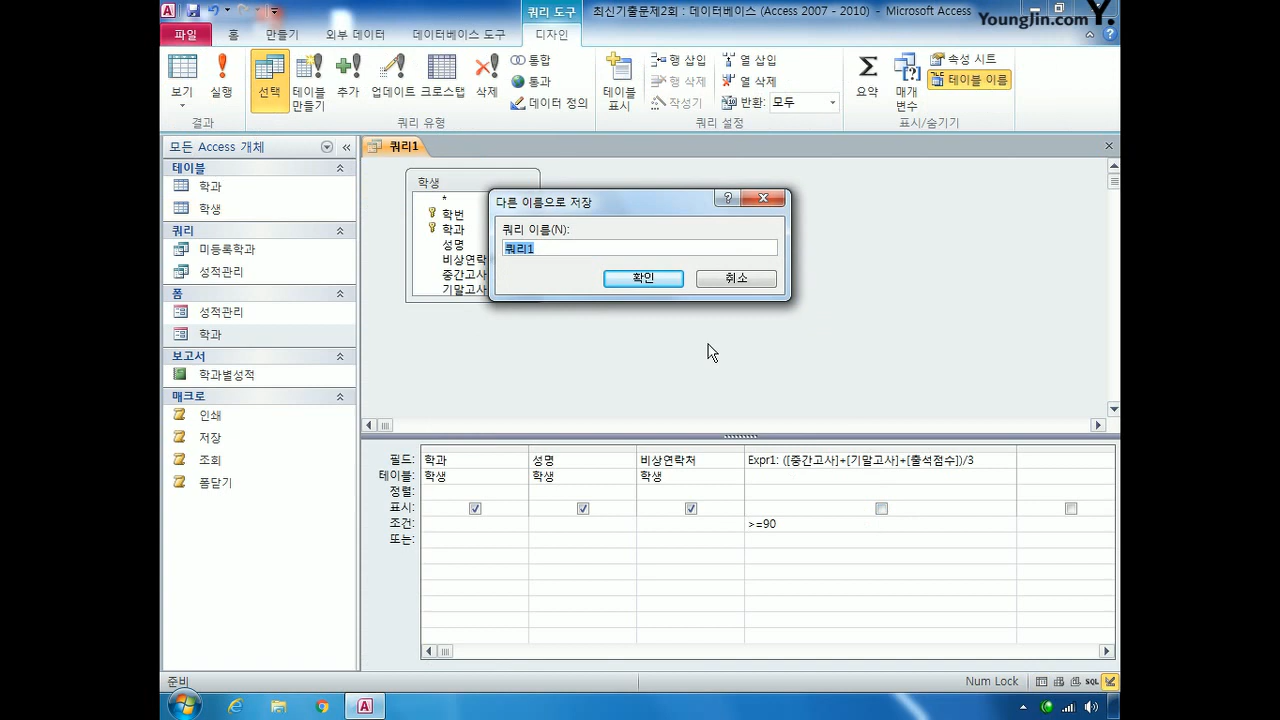 쿼리 도구
최신기출문제2회 : 데이터베이스 (Access 2007 - 2010) - Microsoft Access
YoungJin.com Y.
파일 홈 만들기 외부 데이터 데이터베이스 도구 디자인
보기 실행 선택 테이블 만들기 추가 업데이트 크로스탭 삭제
통합
통과
데이터 정의
테이블 표시
행 삽입
행 삭제
작성기
열 삽입
열 삭제
반환: 모두
요약 매개 변수
속성 시트
테이블 이름
결과 쿼리 유형 쿼리 설정 표시/숨기기
모든 Access 개체
테이블
학과
학생
쿼리
미등록학과
성적관리
폼
성적관리
학과
보고서
학과별성적
매크로
인쇄
저장
조회
폼닫기
쿼리1
학생
*
학번
학과
성명
비상연락
중간고사
기말고사
다른 이름으로 저장
쿼리 이름(N):
쿼리1
확인 취소
필드: 학과 성명 비상연락처 Expr1: ([중간고사]+[기말고사]+[출석점수])/3
테이블: 학생 학생 학생
정렬:
표시:
조건: >=90
또는:
준비
Num Lock
SQL